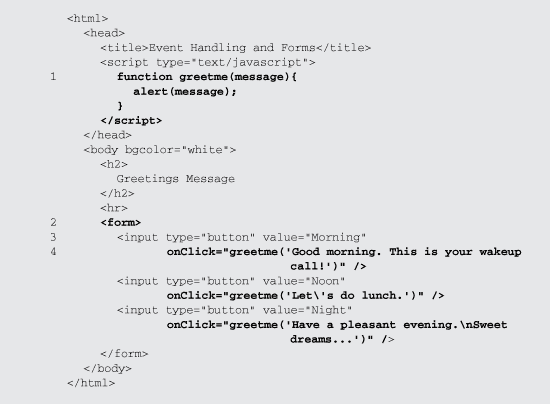 <html>
<head>
<title>Event Handling and Forms</title>
<script type="text/javascript">
1 function greetme(message){
alert(message);
}
</script>
</head>
<body bgcolor="white">
<h2>
Greetings Message
</h2>
<hr>
2 <form>
3 <input type="button" value="Morning"
4 onClick="greetme('Good morning. This is your wakeup
call!')" />
<input type="button" value="Noon"
onClick="greetme('Let\'s do lunch.')" />
<input type="button" value="Night"
onClick="greetme('Have a pleasant evening.\nSweet
dreams...')" />
</form>
</body>
</html>